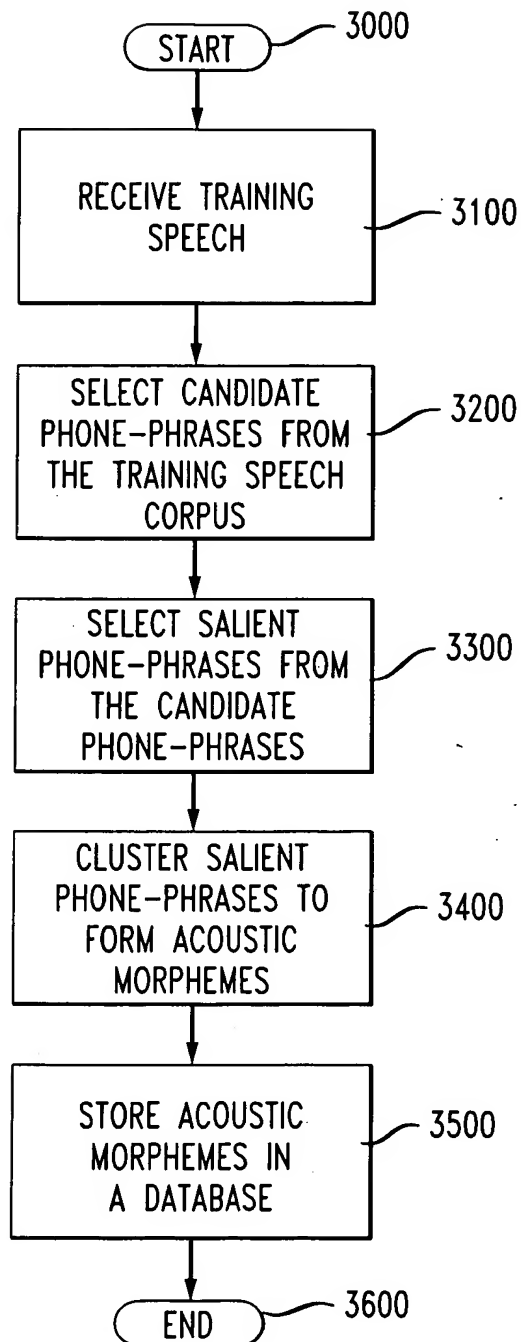 START
3000
RECEIVE TRAINING
SPEECH
3100
SELECT CANDIDATE
PHONE-PHRASES FROM
THE TRAINING SPEECH
CORPUS
3200
SELECT SALIENT
PHONE-PHRASES FROM
THE CANDIDATE
PHONE-PHRASES
3300
CLUSTER SALIENT
PHONE-PHRASES TO
FORM ACOUSTIC
MORPHEMES
3400
STORE ACOUSTIC
MORPHEMES IN
A DATABASE
3500
END
3600